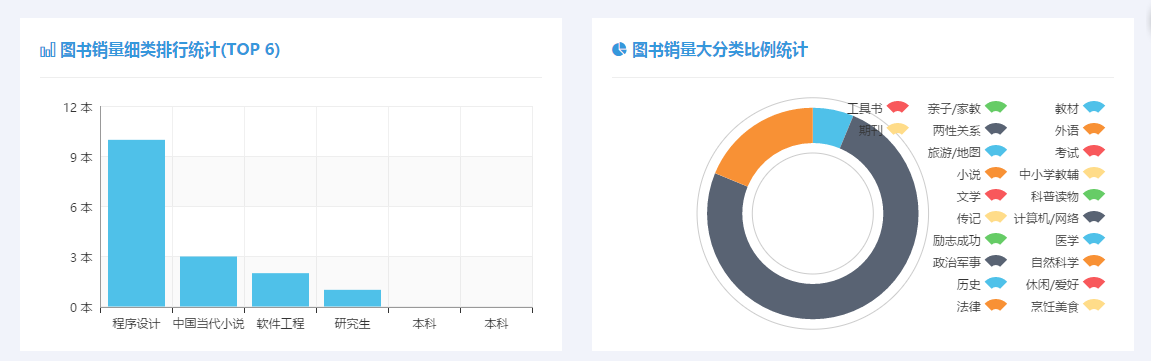 图书销量细类排行统计(TOP 6)
12 本
9 本
6 本
3 本
0 本
程序设计 中国当代小说 软件工程 研究生 本科 本科
图书销量大分类比例统计
工具书 亲子/家教 教材
期刊 两性关系 外语
旅游/地图 考试
小说 中小学教辅
文学 科普读物
传记 计算机/网络
励志成功 医学
政治军事 自然科学
历史 休闲/爱好
法律 烹饪美食